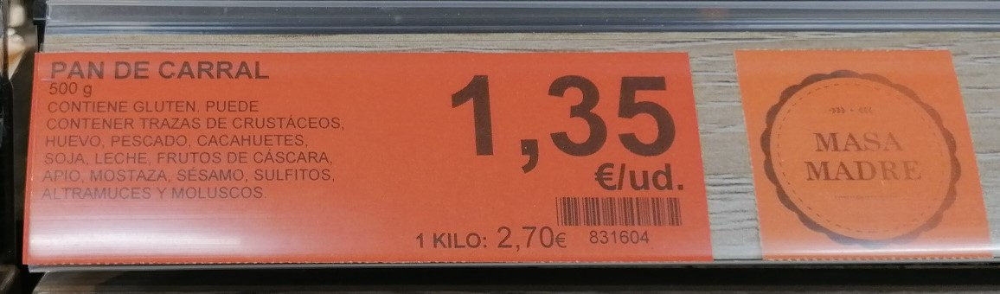 PAN DE CARRAL
500 g
CONTIENE GLUTEN. PUEDE
CONTENER TRAZAS DE CRUSTÁCEOS,
HUEVO, PESCADO, CACAHUETES,
SOJA, LECHE, FRUTOS DE CÁSCARA,
APIO, MOSTAZA, SÉSAMO, SULFITOS,
ALTRAMUCES Y MOLUSCOS.
1,35
€/ud.
1 KILO: 2,70€ 831604
MASA
MADRE